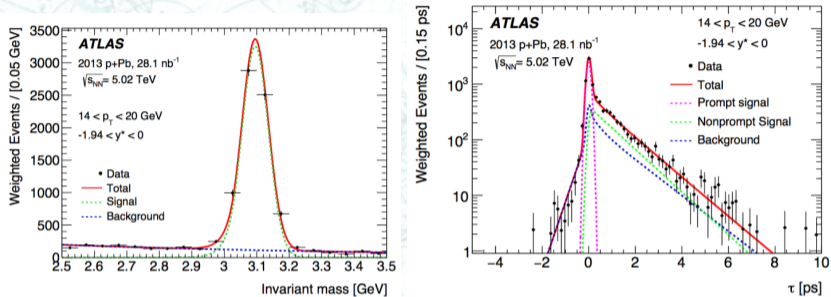 Weighted Events / [0.05 GeV]
3500
3000
2500
2000
1500
1000
500
0
ATLAS
2013 p+Pb, 28.1 nb⁻¹
√sNN = 5.02 TeV
14 < pT < 20 GeV
-1.94 < y* < 0
Data
Total
Signal
Background
2.5 2.6 2.7 2.8 2.9 3 3.1 3.2 3.3 3.4 3.5
Invariant mass [GeV]
Weighted Events / [0.15 ps]
10⁴
10³
10²
10
1
ATLAS
2013 p+Pb, 28.1 nb⁻¹
√sNN = 5.02 TeV
14 < pT < 20 GeV
-1.94 < y* < 0
Data
Total
Prompt signal
Nonprompt Signal
Background
−4 −2 0 2 4 6 8 10
τ [ps]